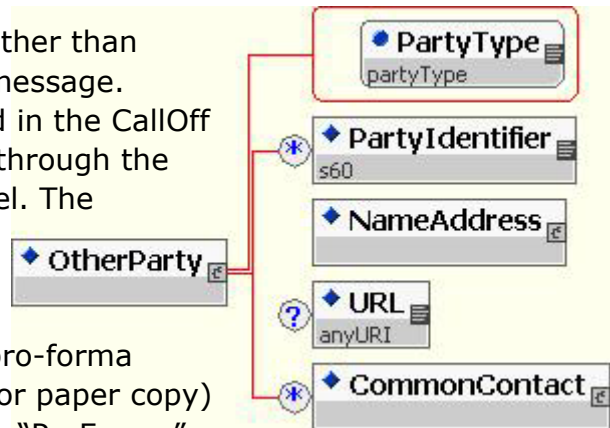 ther than
message.
d in the CallOff
through the
el. The
pro-forma
or paper copy)
PartyType
partyType
PartyIdentifier
s60
NameAddress
OtherParty
URL
anyURI
CommonContact